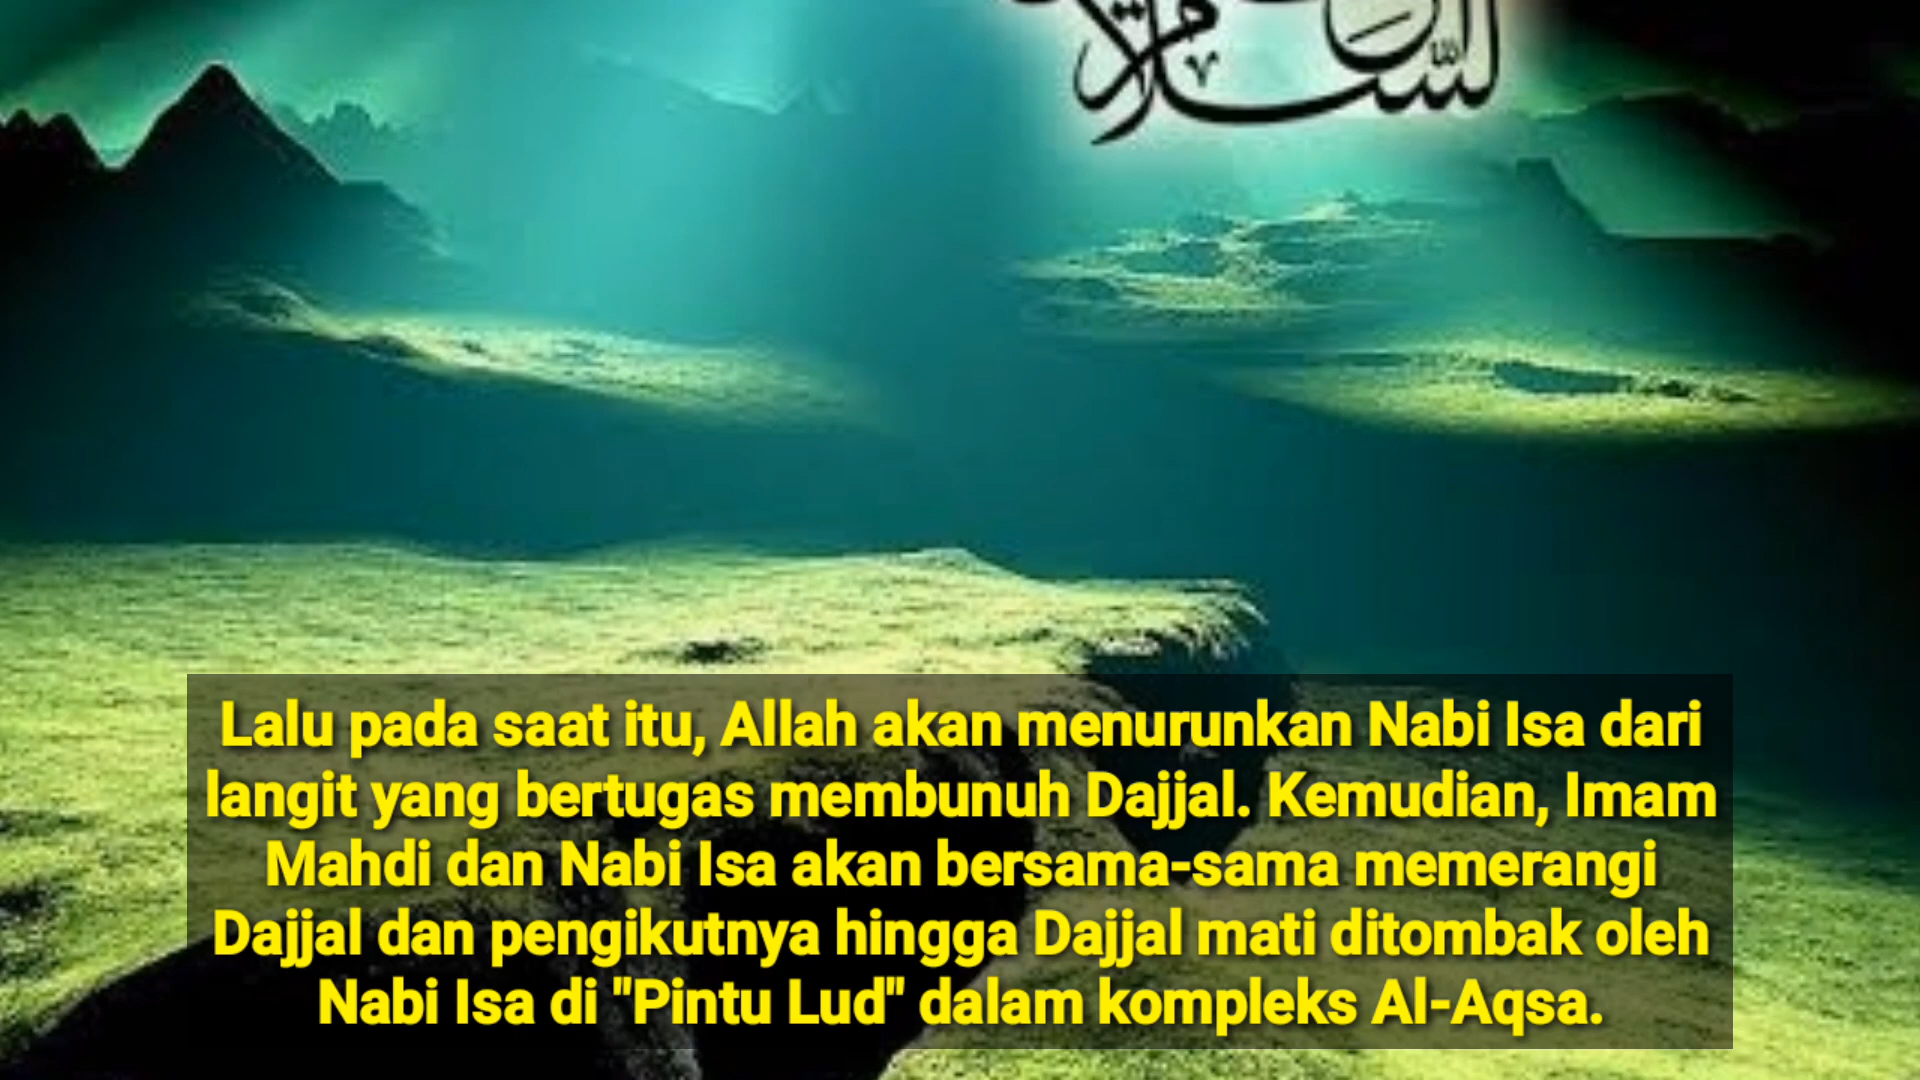 السلام
Lalu pada saat itu, Allah akan menurunkan Nabi Isa dari
langit yang bertugas membunuh Dajjal. Kemudian, Imam
Mahdi dan Nabi Isa akan bersama-sama memerangi
Dajjal dan pengikutnya hingga Dajjal mati ditombak oleh
Nabi Isa di "Pintu Lud" dalam kompleks Al-Aqsa.